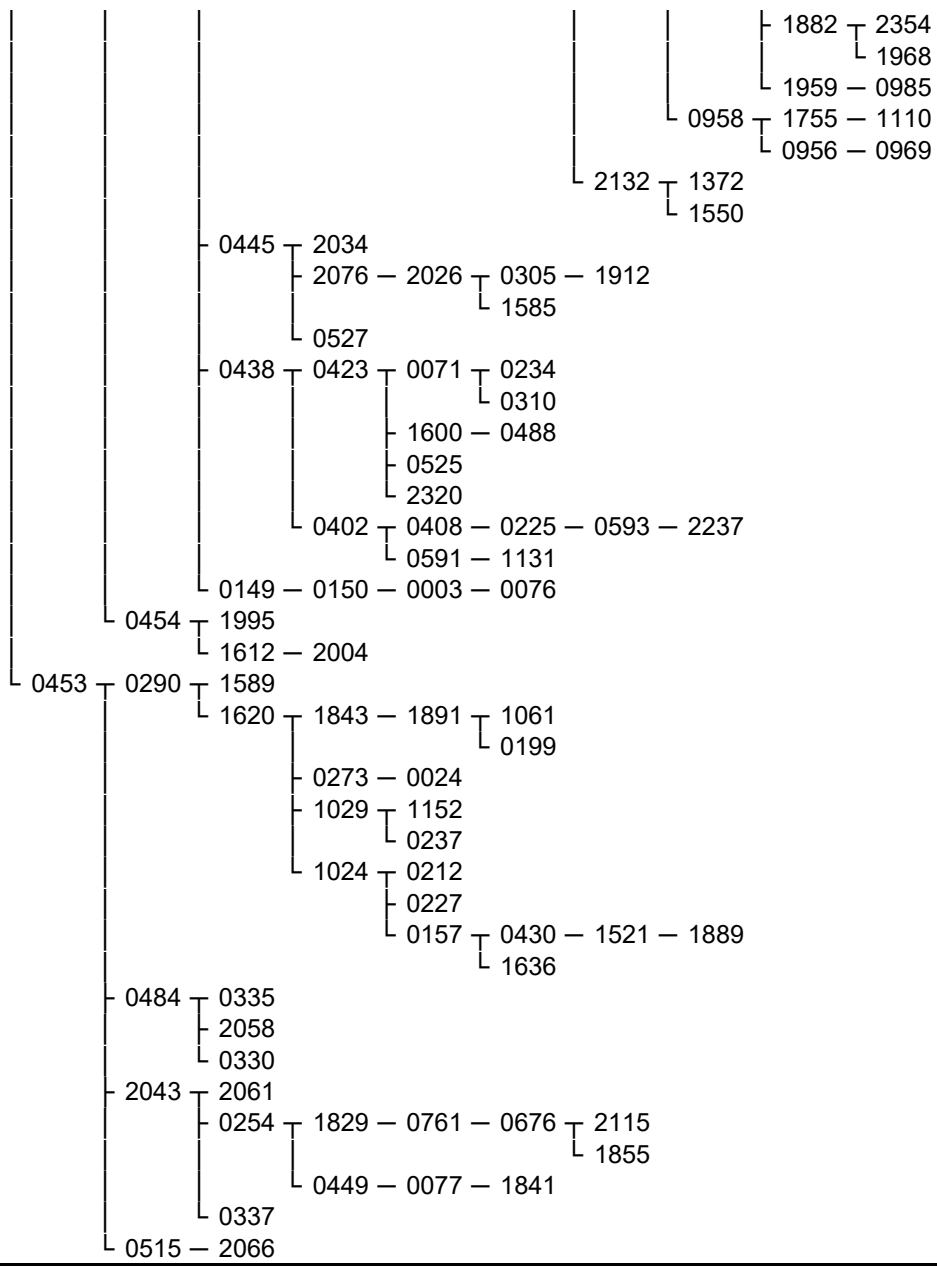 1882 2354
1968
1959 — 0985
0958 1755 — 1110
0956 — 0969
2132 1372
1550
0445 2034
2076 — 2026 0305 — 1912
1585
0527
0438 0423 0071 0234
0310
1600 — 0488
0525
2320
0402 0408 — 0225 — 0593 — 2237
0591 — 1131
0149 — 0150 — 0003 — 0076
0454 1995
1612 — 2004
0453 0290 1589
1620 1843 — 1891 1061
0199
0273 — 0024
1029 1152
0237
1024 0212
0227
0157 0430 — 1521 — 1889
1636
0484 0335
2058
0330
2043 2061
0254 1829 — 0761 — 0676 2115
1855
0449 — 0077 — 1841
0337
0515 — 2066